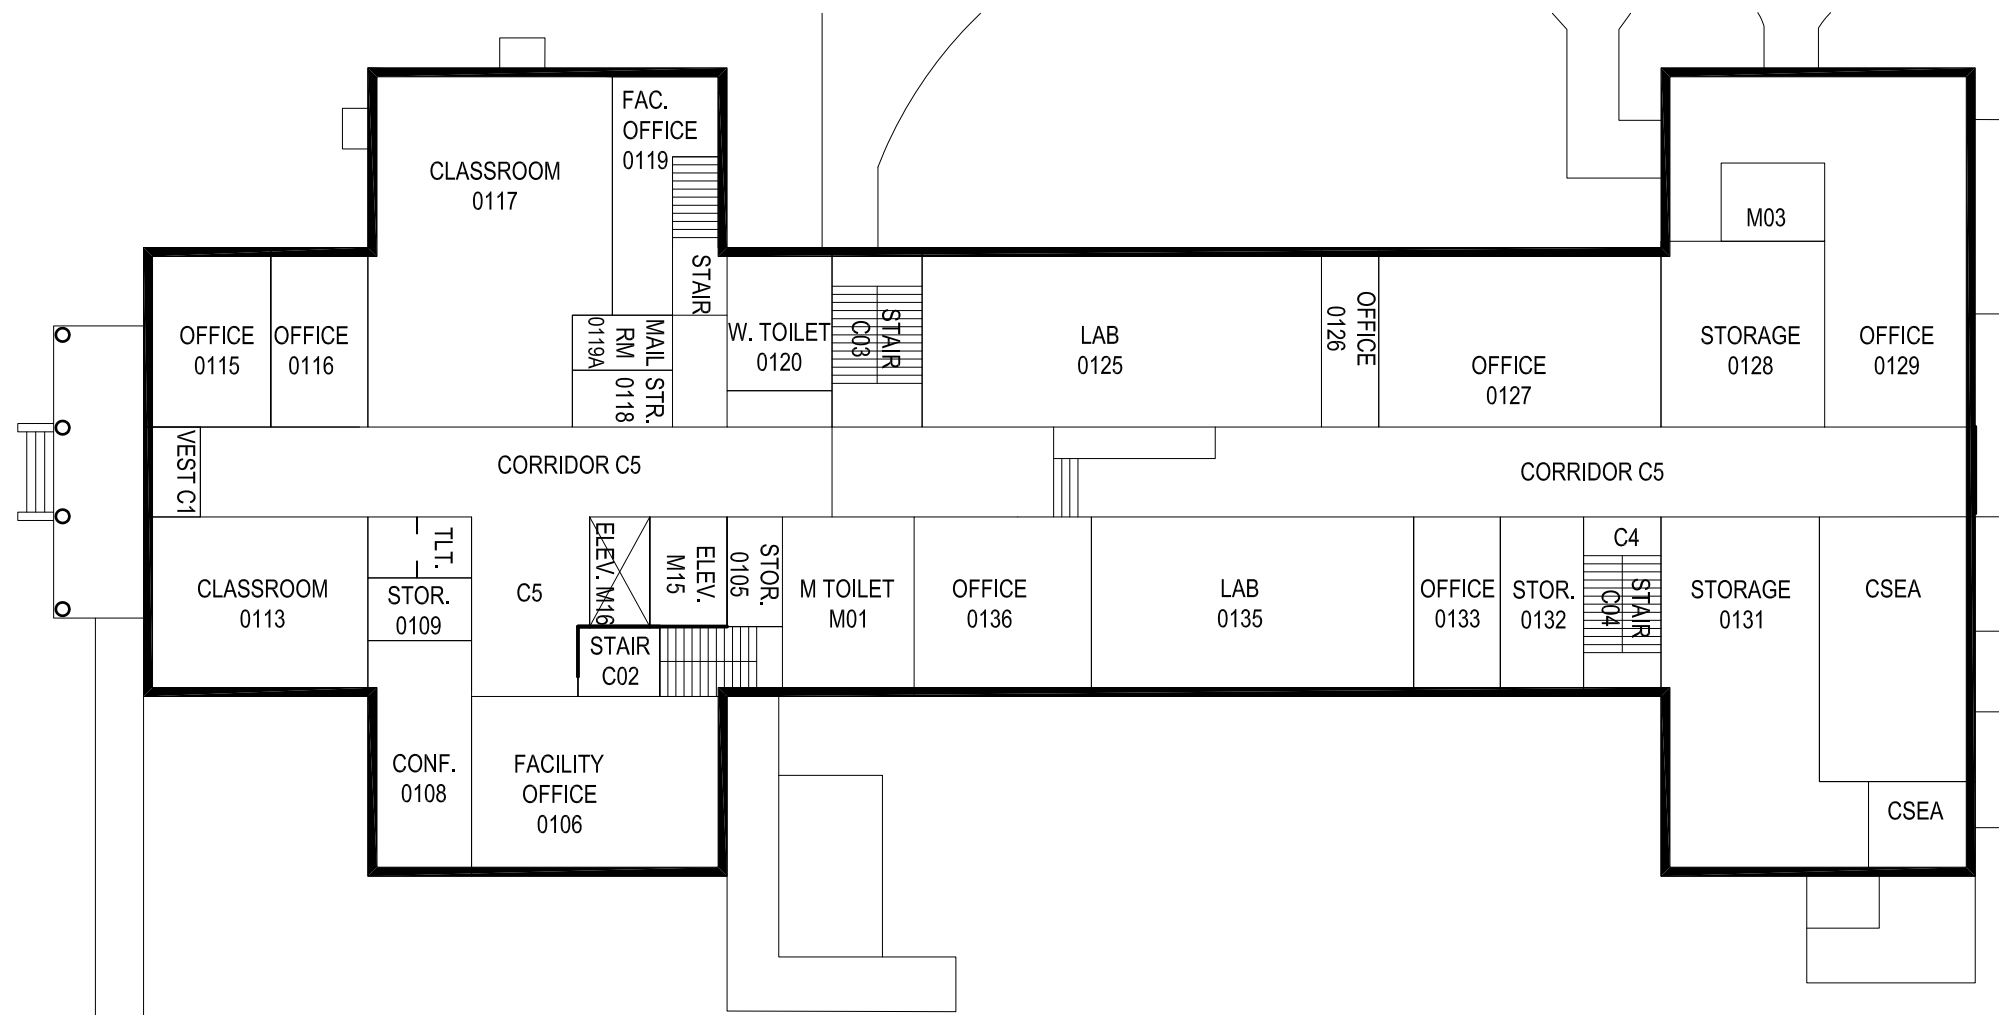 FAC.
OFFICE
0119
CLASSROOM
0117
M03
STAIR
OFFICE
0115
OFFICE
0116
MAIL
RM
0119A
STR.
0118
W. TOILET
0120
STAIR
C03
LAB
0125
OFFICE
0126
OFFICE
0127
STORAGE
0128
OFFICE
0129
VEST C1
CORRIDOR C5
CORRIDOR C5
CLASSROOM
0113
TLT.
STOR.
0109
C5
ELEV. M16
ELEV.
M15
STOR.
0105
STAIR
C02
M TOILET
M01
OFFICE
0136
LAB
0135
OFFICE
0133
STOR.
0132
C4
STAIR
C04
STORAGE
0131
CSEA
CONF.
0108
FACILITY
OFFICE
0106
CSEA